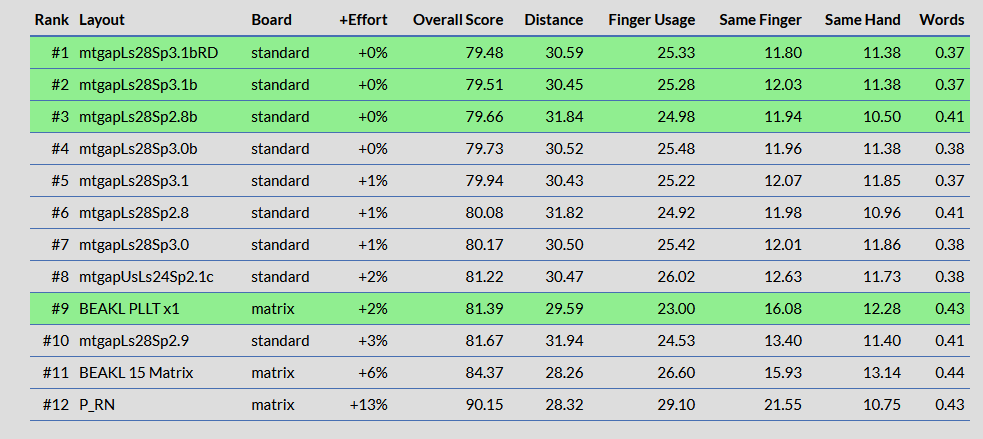 Rank Layout Board +Effort Overall Score Distance Finger Usage Same Finger Same Hand Words
#1 mtgapLs28Sp3.1bRD standard +0% 79.48 30.59 25.33 11.80 11.38 0.37
#2 mtgapLs28Sp3.1b standard +0% 79.51 30.45 25.28 12.03 11.38 0.37
#3 mtgapLs28Sp2.8b standard +0% 79.66 31.84 24.98 11.94 10.50 0.41
#4 mtgapLs28Sp3.0b standard +0% 79.73 30.52 25.48 11.96 11.38 0.38
#5 mtgapLs28Sp3.1 standard +1% 79.94 30.43 25.22 12.07 11.85 0.37
#6 mtgapLs28Sp2.8 standard +1% 80.08 31.82 24.92 11.98 10.96 0.41
#7 mtgapLs28Sp3.0 standard +1% 80.17 30.50 25.42 12.01 11.86 0.38
#8 mtgapUsLs24Sp2.1c standard +2% 81.22 30.47 26.02 12.63 11.73 0.38
#9 BEAKL PLLT x1 matrix +2% 81.39 29.59 23.00 16.08 12.28 0.43
#10 mtgapLs28Sp2.9 standard +3% 81.67 31.94 24.53 13.40 11.40 0.41
#11 BEAKL 15 Matrix matrix +6% 84.37 28.26 26.60 15.93 13.14 0.44
#12 P_RN matrix +13% 90.15 28.32 29.10 21.55 10.75 0.43